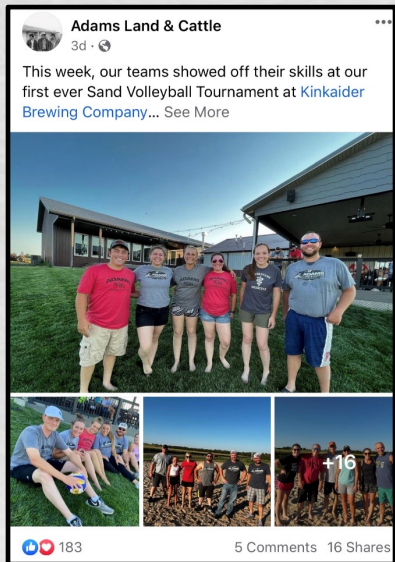 Adams Land & Cattle
3d
This week, our teams showed off their skills at our
first ever Sand Volleyball Tournament at Kinkaider
Brewing Company... See More
ADAMS
+16
183
5 Comments 16 Shares